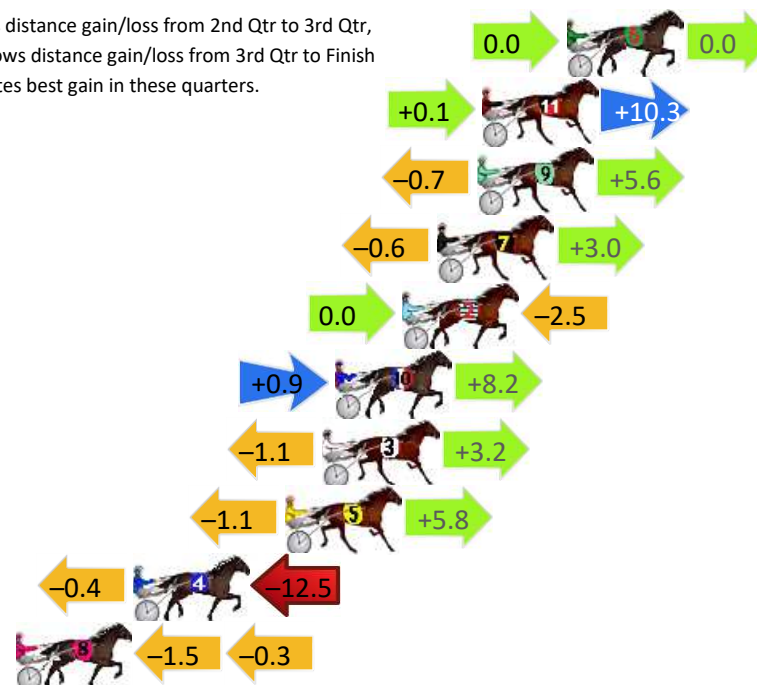 distance gain/loss from 2nd Qtr to 3rd Qtr,
ows distance gain/loss from 3rd Qtr to Finish
tes best gain in these quarters.
0.0 6 0.0
+0.1 11 +10.3
−0.7 9 +5.6
−0.6 7 +3.0
0.0 −2.5
+0.9 10 +8.2
−1.1 3 +3.2
−1.1 5 +5.8
−0.4 4 −12.5
8 −1.5 −0.3